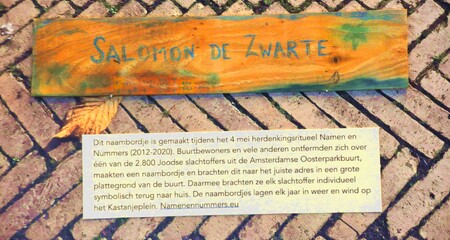 SALOMON DE ZWARTE
Dit naambordje is gemaakt tijdens het 4 mei herdenkingsritueel Namen en
Nummers (2012-2020). Buurtbewoners en vele anderen ontfermden zich over
één van de 2.800 Joodse slachtoffers uit de Amsterdamse Oosterparkbuurt,
maakten een naambordje en brachten dit naar het juiste adres in een grote
plattegrond van de buurt. Daarmee brachten ze elk slachtoffer individueel
symbolisch terug naar huis. De naambordjes lagen elk jaar in weer en wind op
het Kastanjeplein. Namenennummers.eu